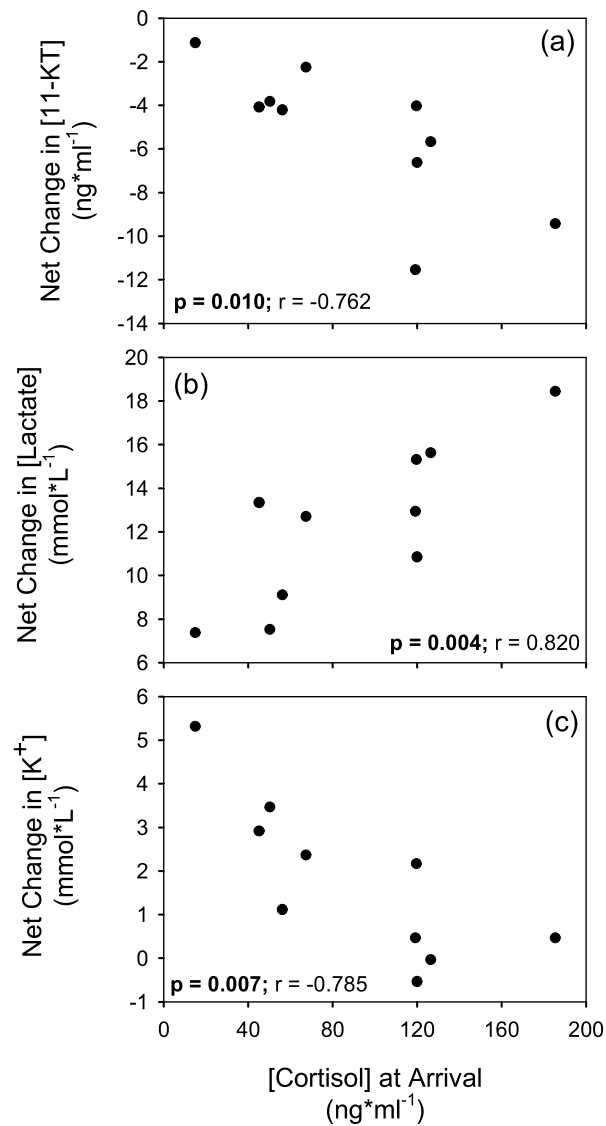 0
-2
-4
-6
-8
-10
-12
-14
(a)
Net Change in [11-KT]
(ng*ml⁻¹)
p = 0.010; r = -0.762
20
18
16
14
12
10
8
6
(b)
Net Change in [Lactate]
(mmol*L⁻¹)
p = 0.004; r = 0.820
6
5
4
3
2
1
0
-1
(c)
Net Change in [K⁺]
(mmol*L⁻¹)
p = 0.007; r = -0.785
0 40 80 120 160 200
[Cortisol] at Arrival
(ng*ml⁻¹)